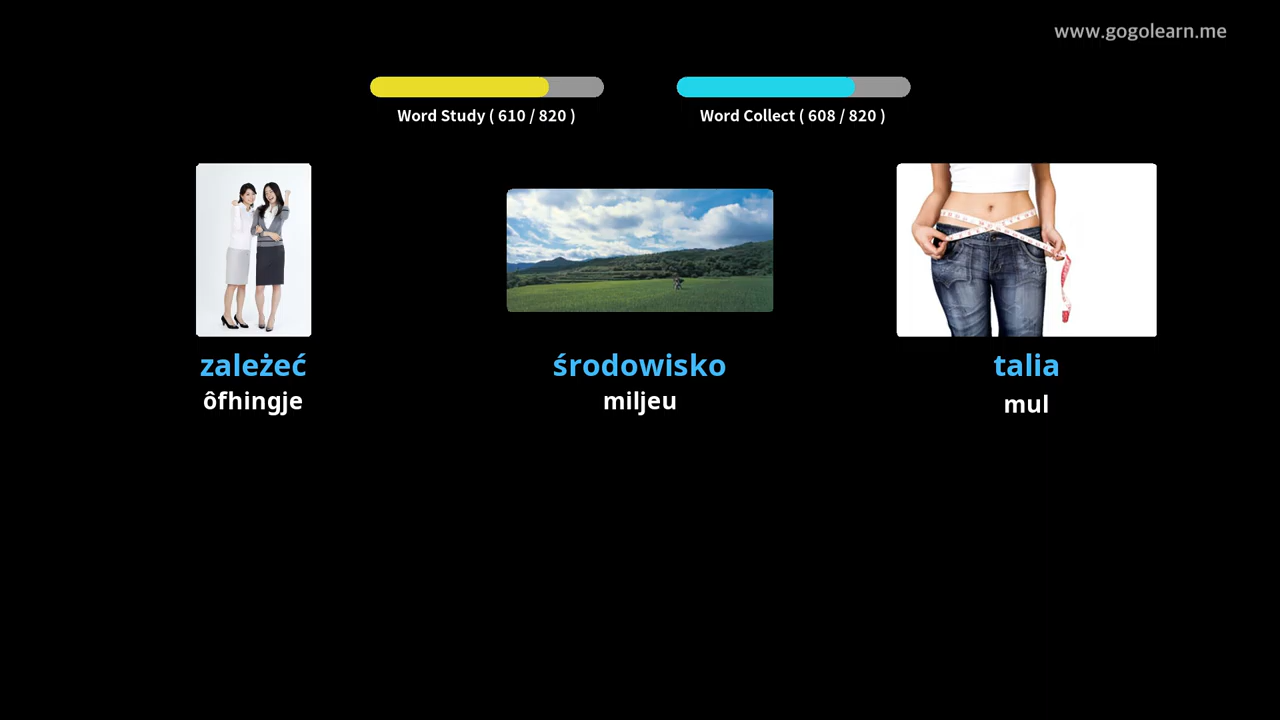 www.gogolearn.me
Word Study ( 610 / 820 )
Word Collect ( 608 / 820 )
zależeć
ôfhingje
środowisko
miljeu
talia
mul